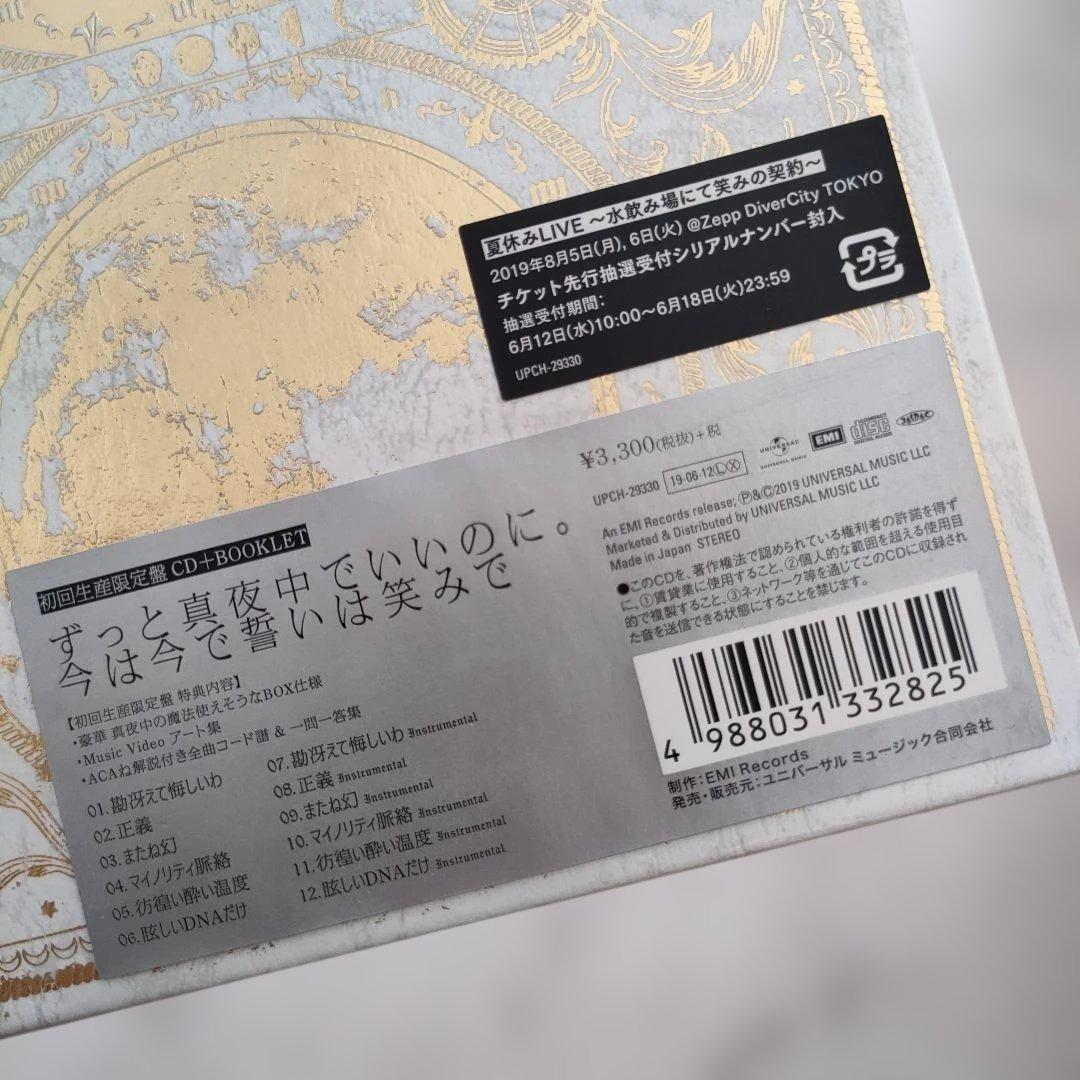 夏休みLIVE ～水飲み場にて笑みの契約～
2019年8月5日(月), 6日(火) @Zepp DiverCity TOKYO
チケット先行抽選受付シリアルナンバー封入
抽選受付期間:
6月12日(水)10:00～6月18日(火)23:59
UPCH-29330
プラ
¥3,300(税抜)+税
UNIVERSAL
UNIVERSAL MUSIC
EMI
COMPACT
disc
DIGITAL AUDIO
UPCH-29330 19・06・12 Ⓛ Ⓧ
An EMI Records release; Ⓟ&©2019 UNIVERSAL MUSIC LLC
Marketed & Distributed by UNIVERSAL MUSIC LLC
Made in Japan STEREO
●このCDを、著作権法で認められている権利者の許諾を得ず
に、①賃貸業に使用すること、②個人的な範囲を超える使用目
的で複製すること、③ネットワーク等を通じてこのCDに収録され
た音を送信できる状態にすることを禁じます。
4 988031 332825
制作:EMI Records
発売・販売元:ユニバーサル ミュージック合同会社
初回生産限定盤 CD+BOOKLET
ずっと真夜中でいいのに。
今は今で誓いは笑みで
【初回生産限定盤 特典内容】
・豪華 真夜中の魔法使えそうなBOX仕様
・Music Video アート集
・ACAね解説付き全曲コード譜 & 一問一答集
01.勘冴えて悔しいわ
02.正義
03.またね幻
04.マイノリティ脈絡
05.彷徨い酔い温度
06.眩しいDNAだけ
07.勘冴えて悔しいわ Instrumental
08.正義 Instrumental
09.またね幻 Instrumental
10.マイノリティ脈絡 Instrumental
11.彷徨い酔い温度 Instrumental
12.眩しいDNAだけ Instrumental